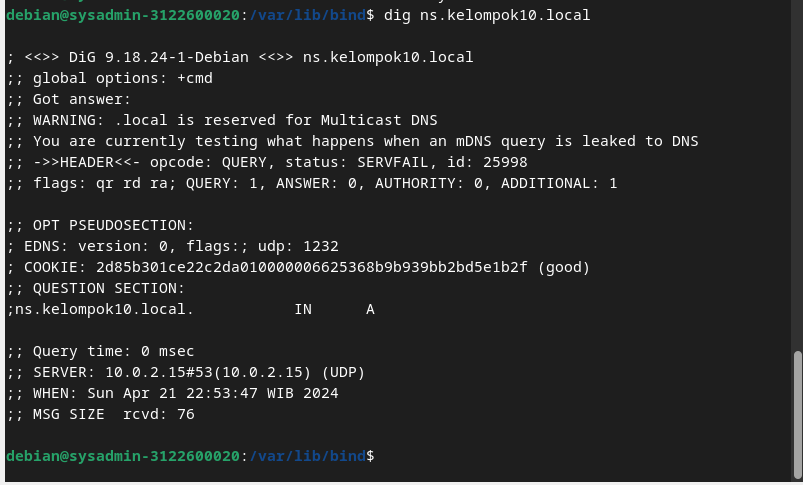 debian@sysadmin-3122600020:/var/lib/bind$ dig ns.kelompok10.local
; <<>> DiG 9.18.24-1-Debian <<>> ns.kelompok10.local
;; global options: +cmd
;; Got answer:
;; WARNING: .local is reserved for Multicast DNS
;; You are currently testing what happens when an mDNS query is leaked to DNS
;; ->>HEADER<<- opcode: QUERY, status: SERVFAIL, id: 25998
;; flags: qr rd ra; QUERY: 1, ANSWER: 0, AUTHORITY: 0, ADDITIONAL: 1
;; OPT PSEUDOSECTION:
; EDNS: version: 0, flags:; udp: 1232
; COOKIE: 2d85b301ce22c2da010000006625368b9b939bb2bd5e1b2f (good)
;; QUESTION SECTION:
;ns.kelompok10.local. IN A
;; Query time: 0 msec
;; SERVER: 10.0.2.15#53(10.0.2.15) (UDP)
;; WHEN: Sun Apr 21 22:53:47 WIB 2024
;; MSG SIZE rcvd: 76
debian@sysadmin-3122600020:/var/lib/bind$